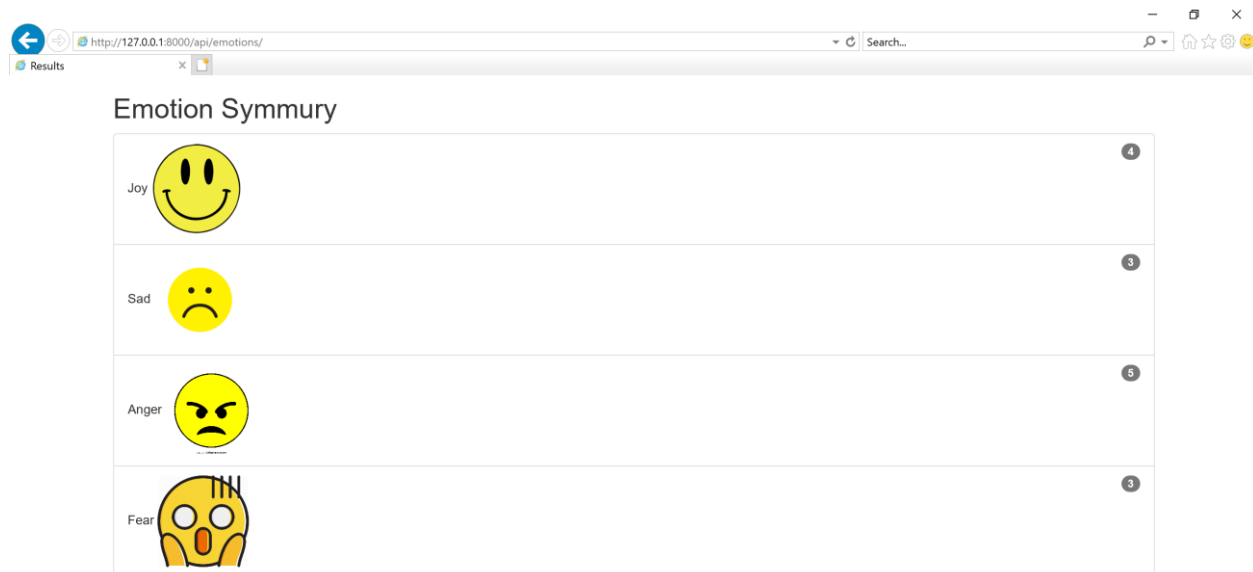 http://127.0.0.1:8000/api/emotions/
Search...
Results
Emotion Symmury
Joy
4
Sad
3
Anger
5
Fear
3